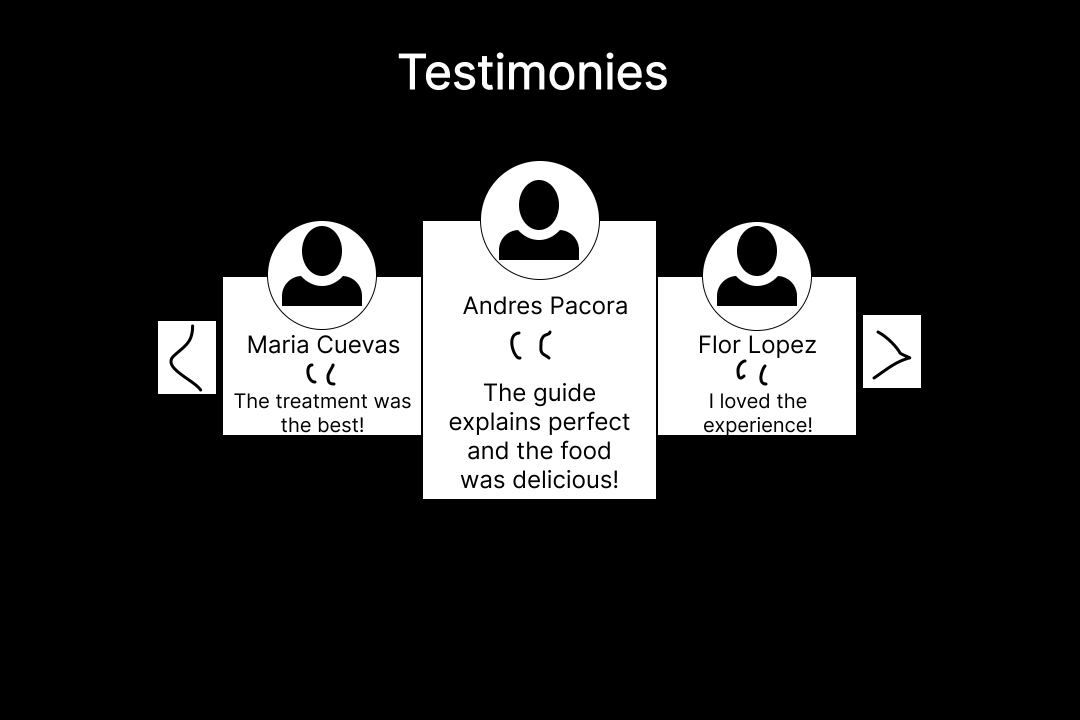 Testimonies
Maria Cuevas
The treatment was
the best!
Andres Pacora
The guide
explains perfect
and the food
was delicious!
Flor Lopez
I loved the
experience!